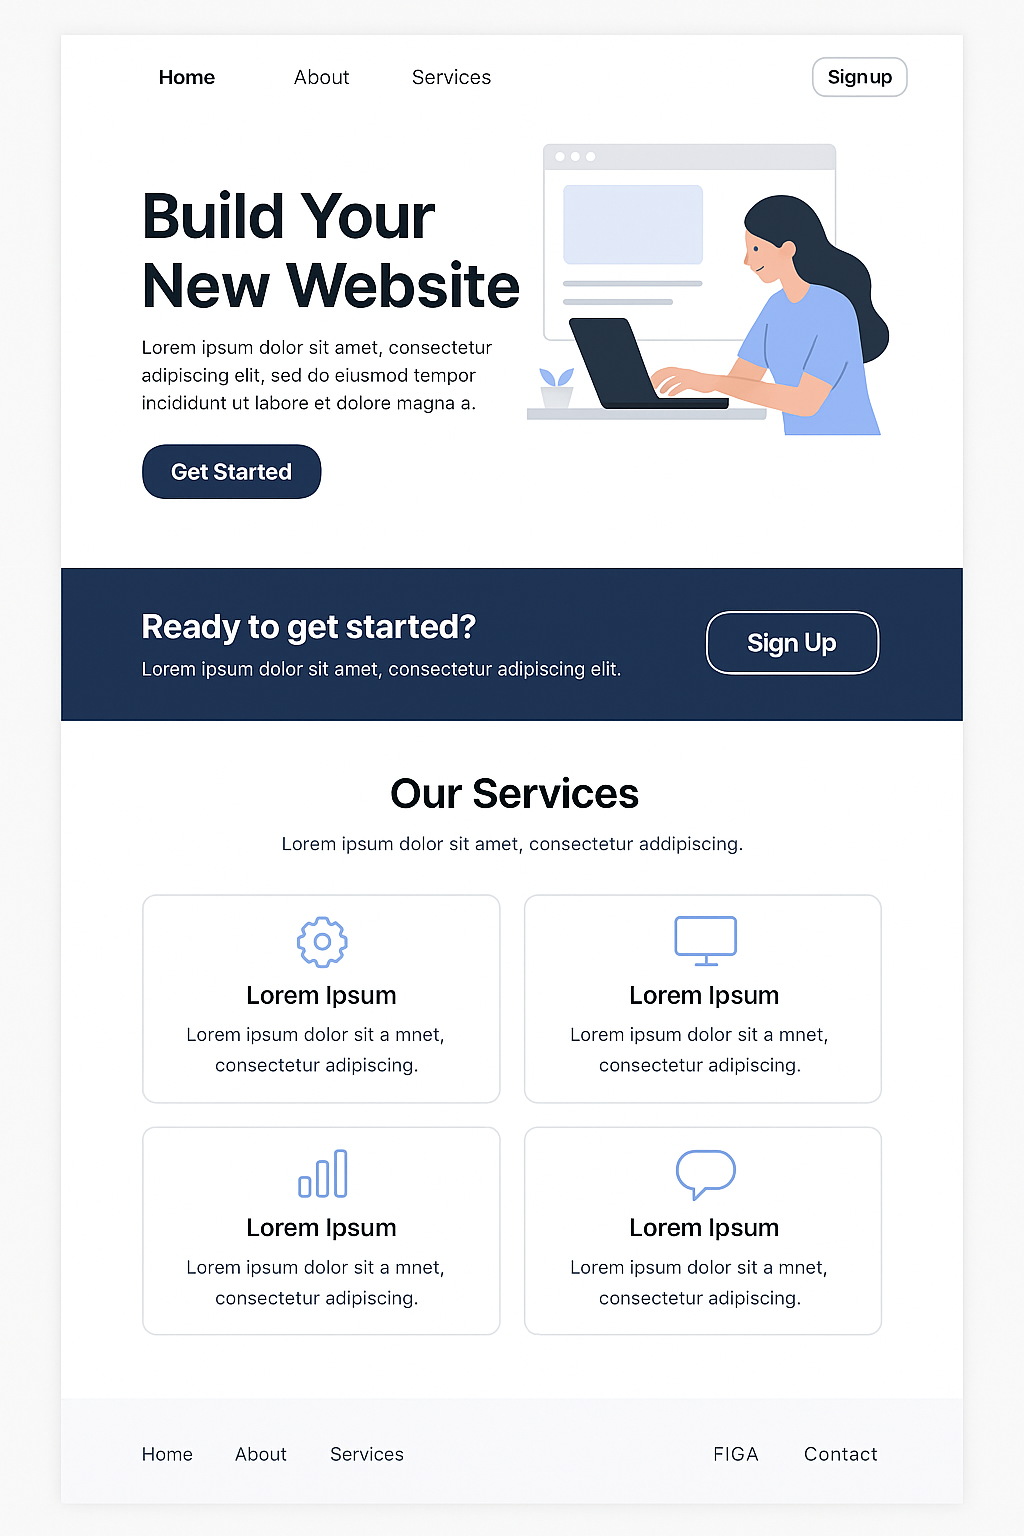 Home About Services Signup
Build Your
New Website
Lorem ipsum dolor sit amet, consectetur
adipiscing elit, sed do eiusmod tempor
incididunt ut labore et dolore magna a.
Get Started
Ready to get started?
Lorem ipsum dolor sit amet, consectetur adipiscing elit.
Sign Up
Our Services
Lorem ipsum dolor sit amet, consectetur addipiscing.
Lorem Ipsum
Lorem ipsum dolor sit a mnet,
consectetur adipiscing.
Lorem Ipsum
Lorem ipsum dolor sit a mnet,
consectetur adipiscing.
Lorem Ipsum
Lorem ipsum dolor sit a mnet,
consectetur adipiscing.
Lorem Ipsum
Lorem ipsum dolor sit a mnet,
consectetur adipiscing.
Home About Services FIGA Contact